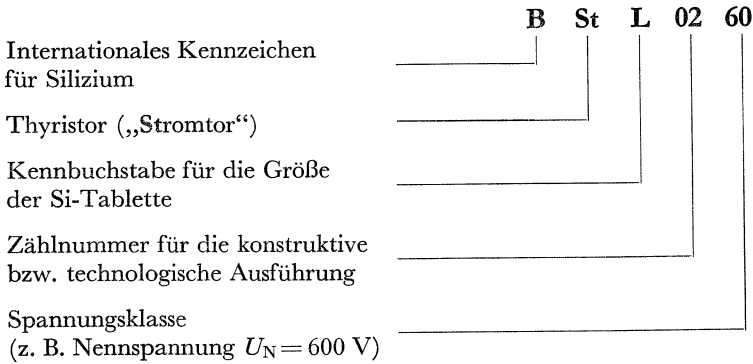 B St L 02 60
Internationales Kennzeichen
für Silizium
Thyristor („Stromtor“)
Kennbuchstabe für die Größe
der Si-Tablette
Zählnummer für die konstruktive
bzw. technologische Ausführung
Spannungsklasse
(z. B. Nennspannung U_N = 600 V)